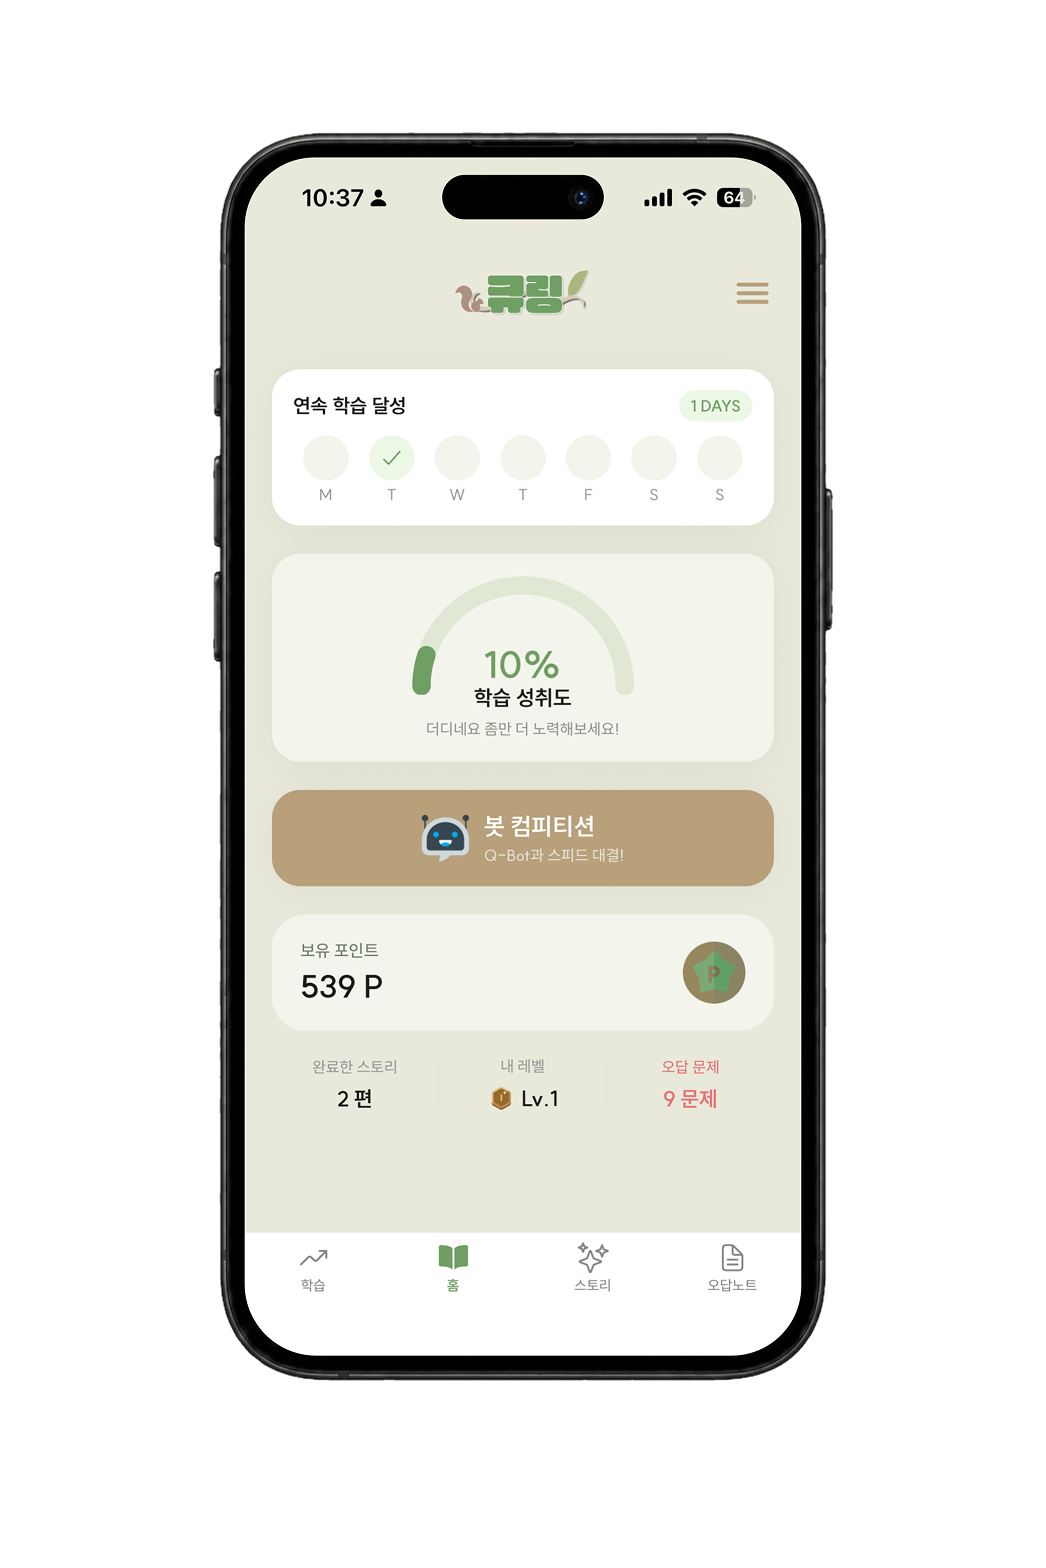 10:37
64
큐링
연속 학습 달성
1 DAYS
M T W T F S S
10%
학습 성취도
더디네요 좀만 더 노력해보세요!
봇 컴피티션
Q-Bot과 스피드 대결!
보유 포인트
539 P
P
완료한 스토리
2 편
내 레벨
Lv.1
오답 문제
9 문제
학습
홈
스토리
오답노트